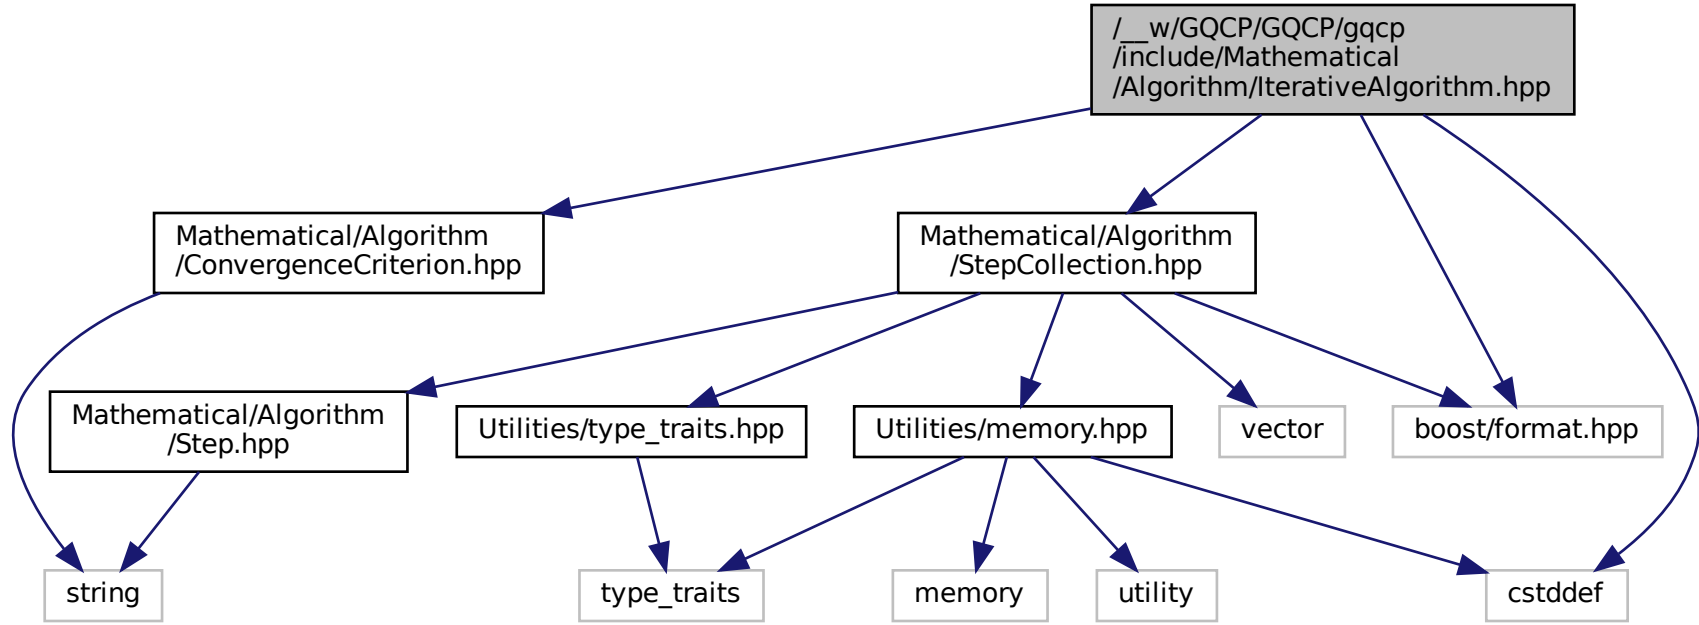 /__w/GQCP/GQCP/gqcp
/include/Mathematical
/Algorithm/IterativeAlgorithm.hpp
Mathematical/Algorithm
/ConvergenceCriterion.hpp
Mathematical/Algorithm
/StepCollection.hpp
Mathematical/Algorithm
/Step.hpp
Utilities/type_traits.hpp
Utilities/memory.hpp
vector
boost/format.hpp
string
type_traits
memory
utility
cstddef